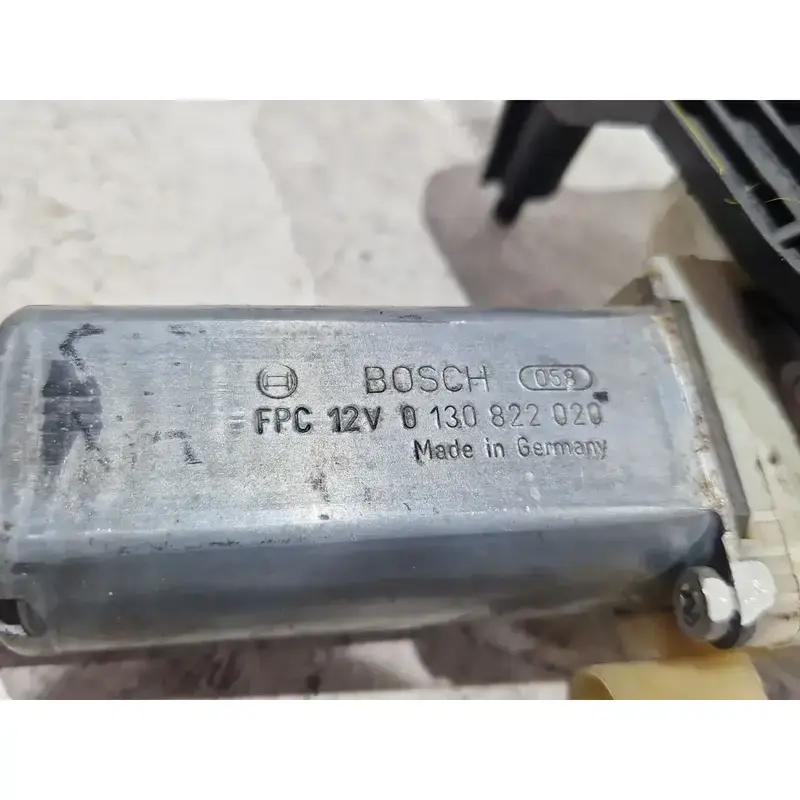 BOSCH 058
FPC 12V 0 130 822 020
Made in Germany